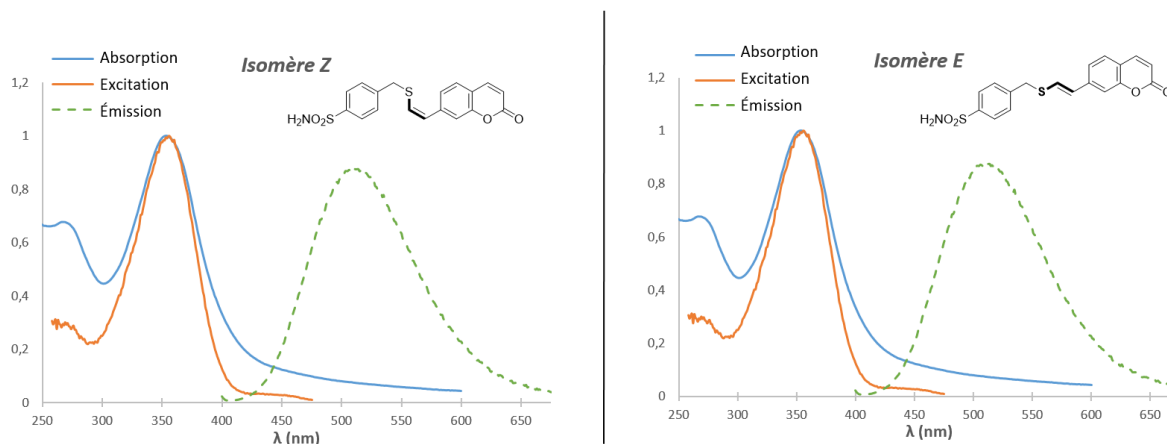 Absorption
Excitation
Émission
Isomère Z
S
H₂NO₂S
O
O
1,2
1
0,8
0,6
0,4
0,2
0
250
300
350
400
450
500
550
600
650
λ (nm)
Absorption
Excitation
Émission
Isomère E
S
H₂NO₂S
O
O
1,2
1
0,8
0,6
0,4
0,2
0
250
300
350
400
450
500
550
600
650
λ (nm)